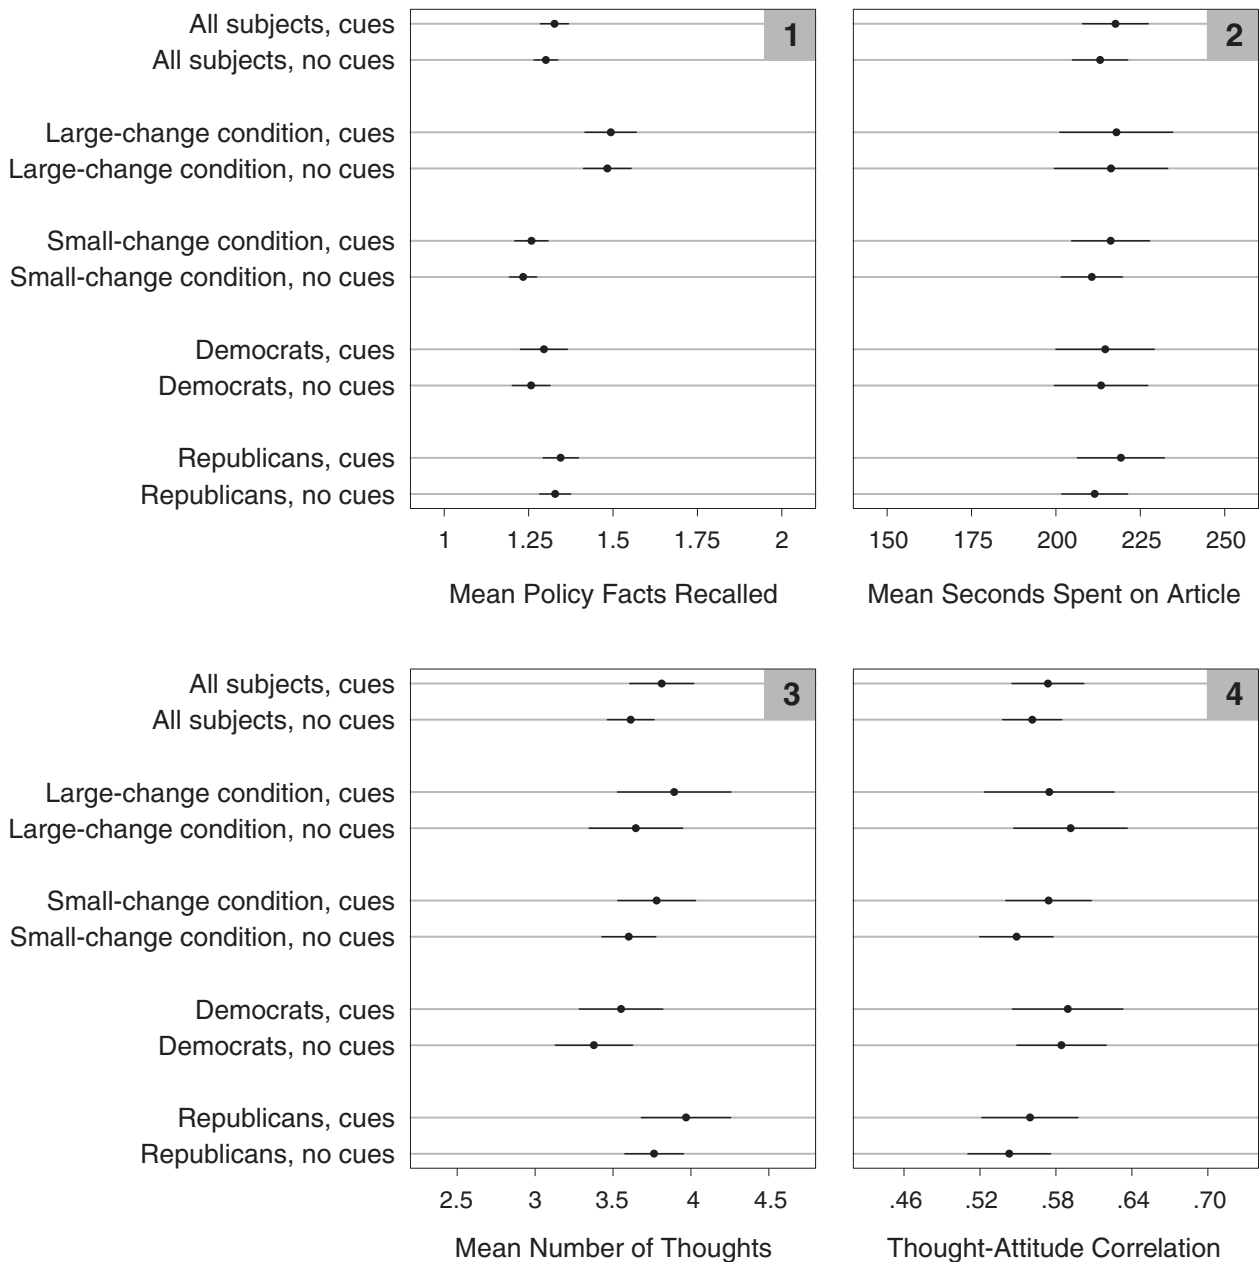 All subjects, cues
All subjects, no cues
Large-change condition, cues
Large-change condition, no cues
Small-change condition, cues
Small-change condition, no cues
Democrats, cues
Democrats, no cues
Republicans, cues
Republicans, no cues
1
1 1.25 1.5 1.75 2
Mean Policy Facts Recalled
2
150 175 200 225 250
Mean Seconds Spent on Article
All subjects, cues
All subjects, no cues
Large-change condition, cues
Large-change condition, no cues
Small-change condition, cues
Small-change condition, no cues
Democrats, cues
Democrats, no cues
Republicans, cues
Republicans, no cues
3
2.5 3 3.5 4 4.5
Mean Number of Thoughts
4
.46 .52 .58 .64 .70
Thought-Attitude Correlation